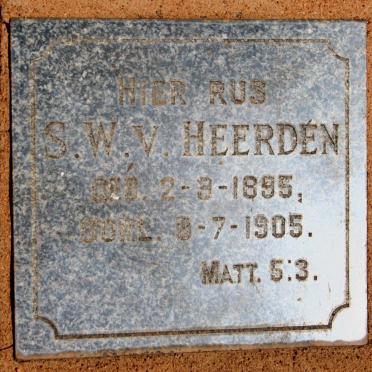 HIER RUS
S.W.V. HEERDEN
GEB. 2-8-1895,
OORL. 8-7-1905.
MATT. 5:3.